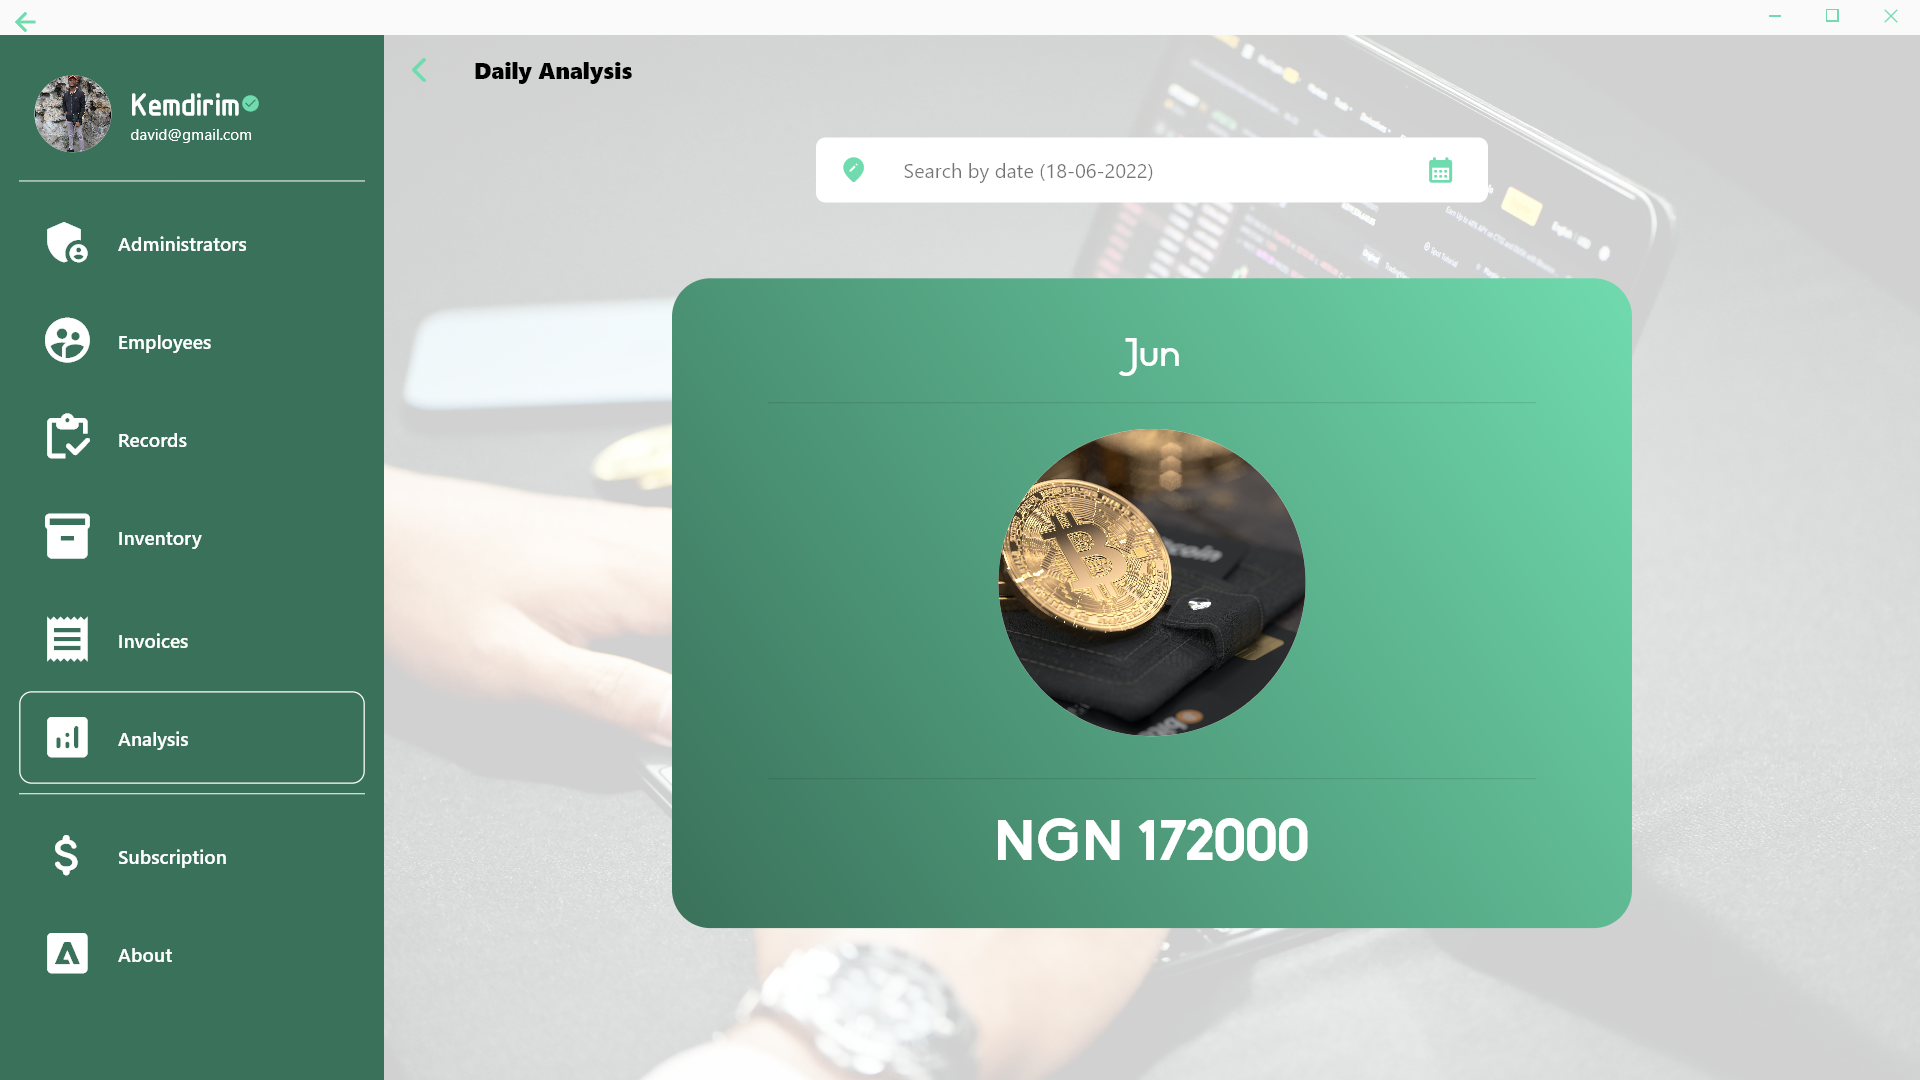 Kemdirim
david@gmail.com
Administrators
Employees
Records
Inventory
Invoices
Analysis
Subscription
About
Daily Analysis
Search by date (18-06-2022)
Jun
NGN 172000